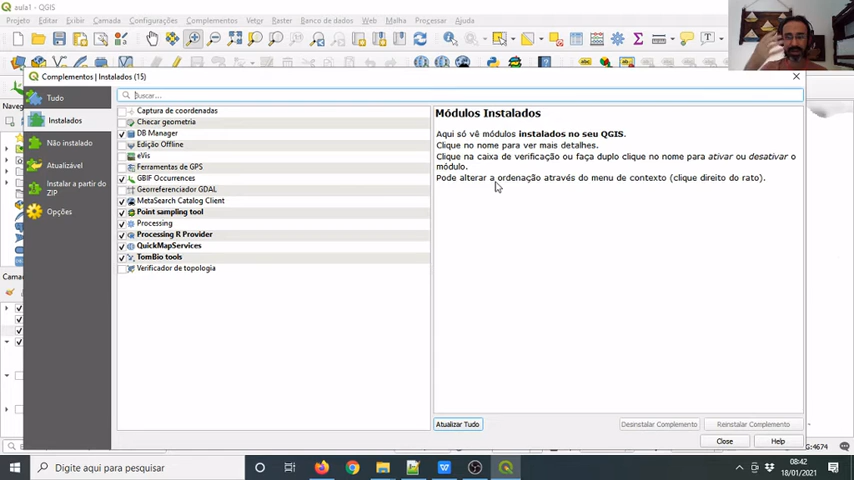 aula1 - QGIS
Editar Exibir Camada Configurações Complementos Vetor Raster Banco de dados Web Malha Processar Ajuda
Complementos | Instalados (15)
Tudo
Instalados
Não instalado
Atualizável
Instalar a partir do
ZIP
Opções
Buscar...
Captura de coordenadas
Checar geometria
DB Manager
Edição Offline
eVis
Ferramentas de GPS
GBIF Occurrences
Georreferenciador GDAL
MetaSearch Catalog Client
Point sampling tool
Processing
Processing R Provider
QuickMapServices
TomBio tools
Verificador de topologia
Módulos Instalados
Aqui só vê módulos instalados no seu QGIS.
Clique no nome para ver mais detalhes.
Clique na caixa de verificação ou faça duplo clique no nome para ativar ou desativar o
módulo.
Pode alterar a ordenação através do menu de contexto (clique direito do rato).
Atualizar Tudo
Desinstalar Complemento
Reinstalar Complemento
Close
Help
Nave
Cama
G:4674
Digite aqui para pesquisar
08:42
18/01/2021